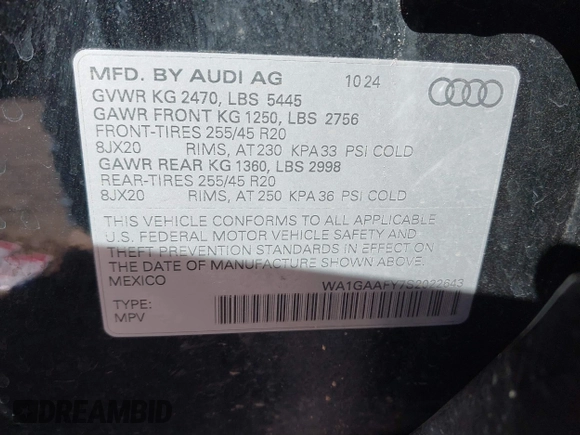 MFD. BY AUDI AG 10 24
GVWR KG 2470, LBS 5445
GAWR FRONT KG 1250, LBS 2756
FRONT-TIRES 255/45 R20
8JX20 RIMS, AT 230 KPA 33 PSI COLD
GAWR REAR KG 1360, LBS 2998
REAR-TIRES 255/45 R20
8JX20 RIMS, AT 250 KPA 36 PSI COLD
THIS VEHICLE CONFORMS TO ALL APPLICABLE
U.S. FEDERAL MOTOR VEHICLE SAFETY AND
THEFT PREVENTION STANDARDS IN EFFECT ON
THE DATE OF MANUFACTURE SHOWN ABOVE.
MEXICO WA1GAAFY7S2022643
TYPE:
MPV
DREAMBID